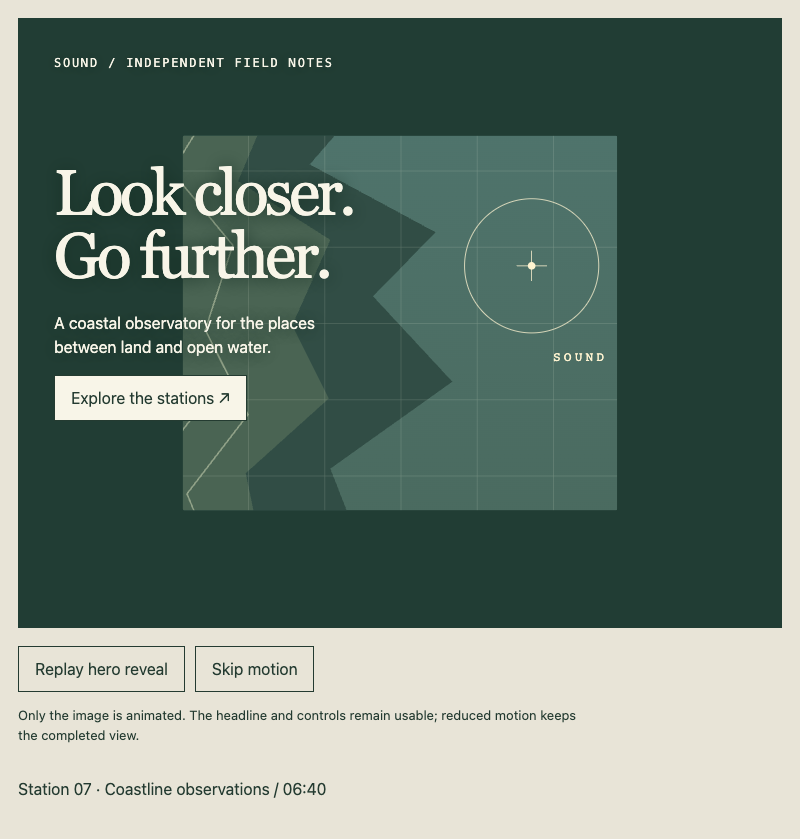 SOUND / INDEPENDENT FIELD NOTES
Look closer.
Go further.
A coastal observatory for the places
between land and open water.
Explore the stations ↗
SOUND
Replay hero reveal
Skip motion
Only the image is animated. The headline and controls remain usable; reduced motion keeps
the completed view.
Station 07 · Coastline observations / 06:40